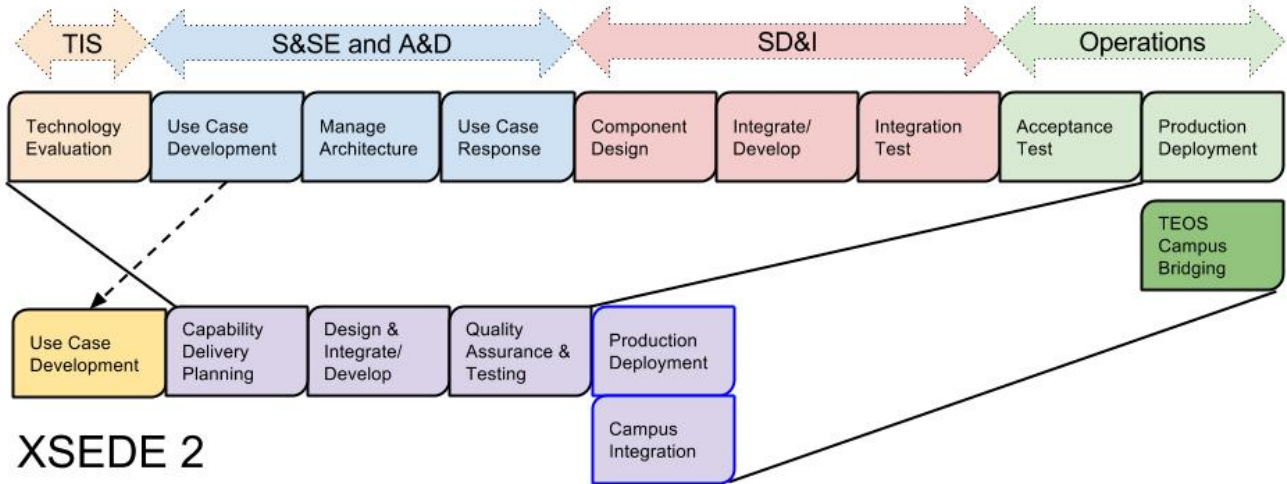 TIS
S&SE and A&D
SD&I
Operations
Technology
Evaluation
Use Case
Development
Manage
Architecture
Use Case
Response
Component
Design
Integrate/
Develop
Integration
Test
Acceptance
Test
Production
Deployment
TEOS
Campus
Bridging
Use Case
Development
Capability
Delivery
Planning
Design &
Integrate/
Develop
Quality
Assurance &
Testing
Production
Deployment
Campus
Integration
XSEDE 2